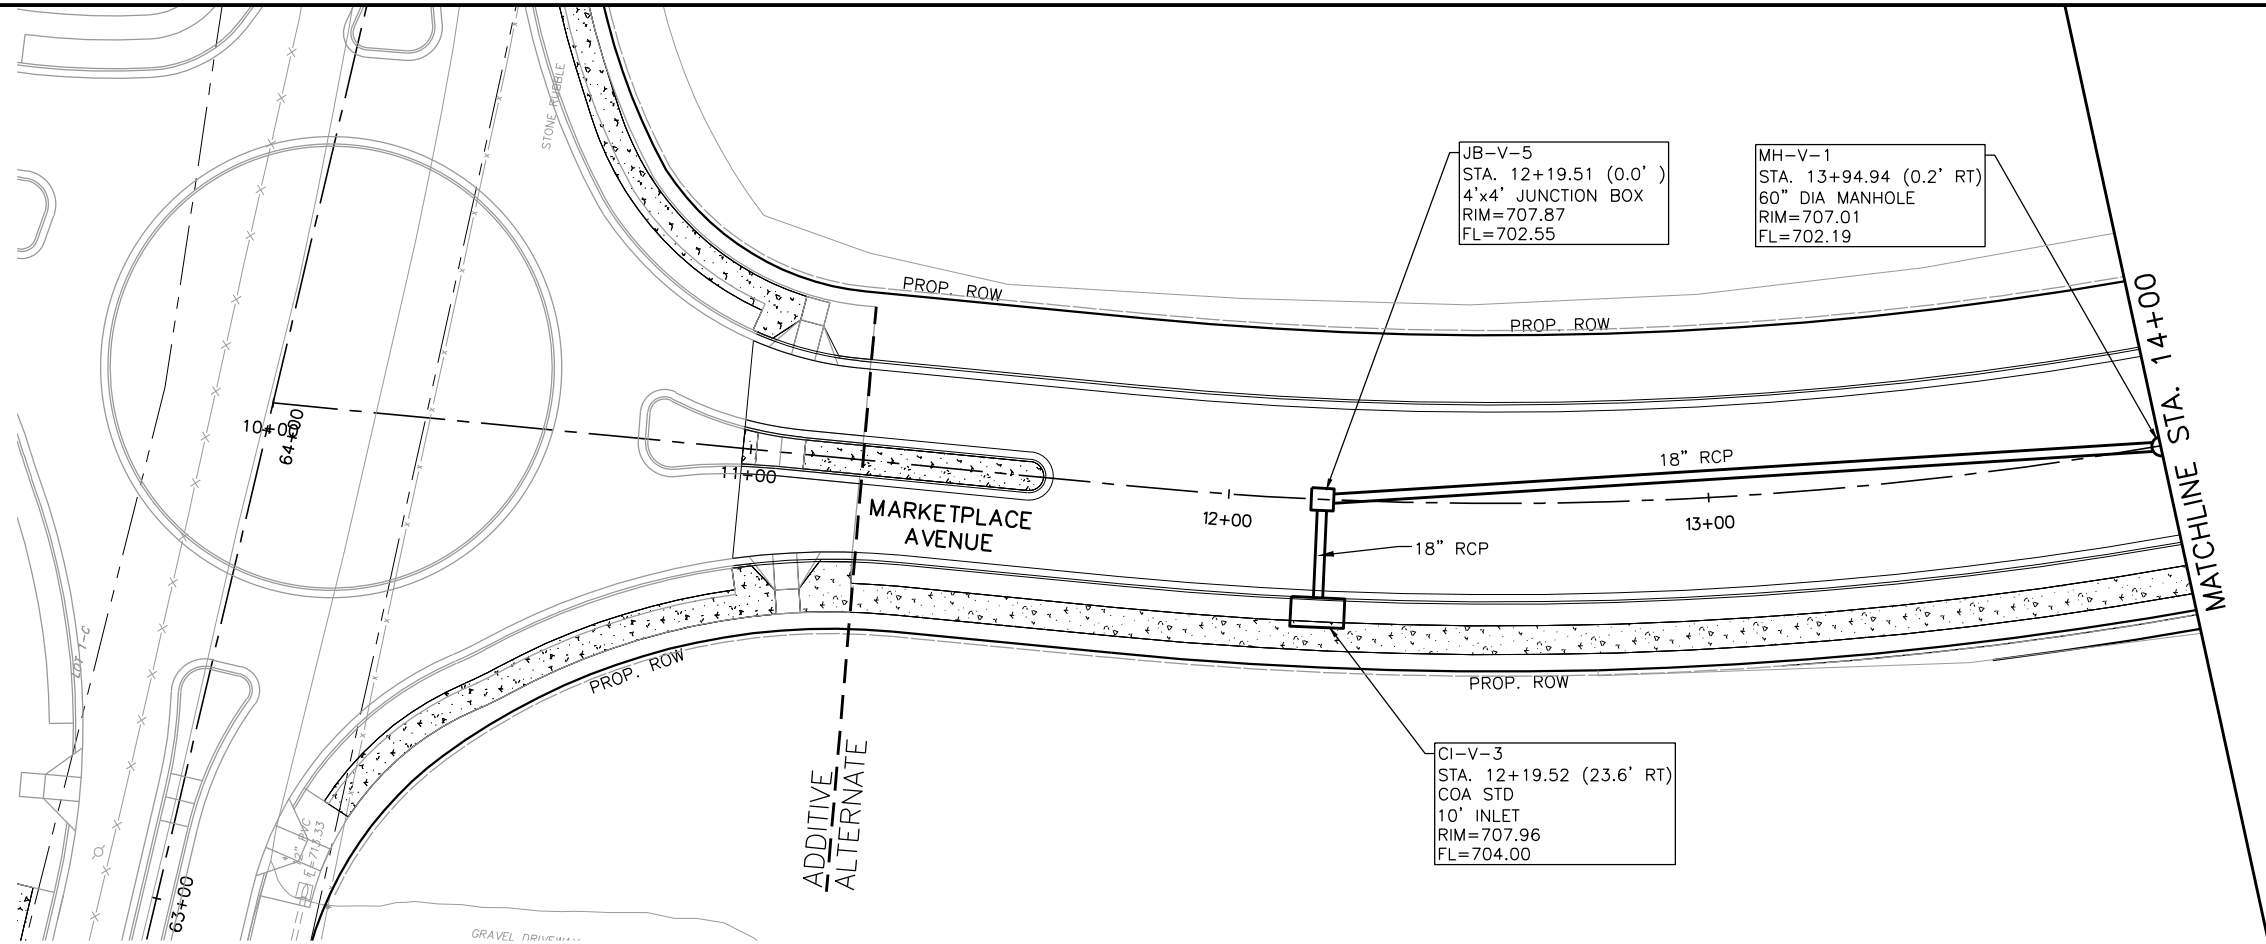 STONE RUBBLE
JB-V-5
STA. 12+19.51 (0.0' )
4'x4' JUNCTION BOX
RIM=707.87
FL=702.55
MH-V-1
STA. 13+94.94 (0.2' RT)
60" DIA MANHOLE
RIM=707.01
FL=702.19
PROP. ROW
PROP. ROW
MATCHLINE STA. 14+00
10+00
64+00
11+00
12+00
13+00
18" RCP
18" RCP
MARKETPLACE
AVENUE
PROP. ROW
PROP. ROW
LOT 1-C
ADDITIVE
ALTERNATE
CI-V-3
STA. 12+19.52 (23.6' RT)
COA STD
10' INLET
RIM=707.96
FL=704.00
63+00
GRAVEL DRIVEWAY